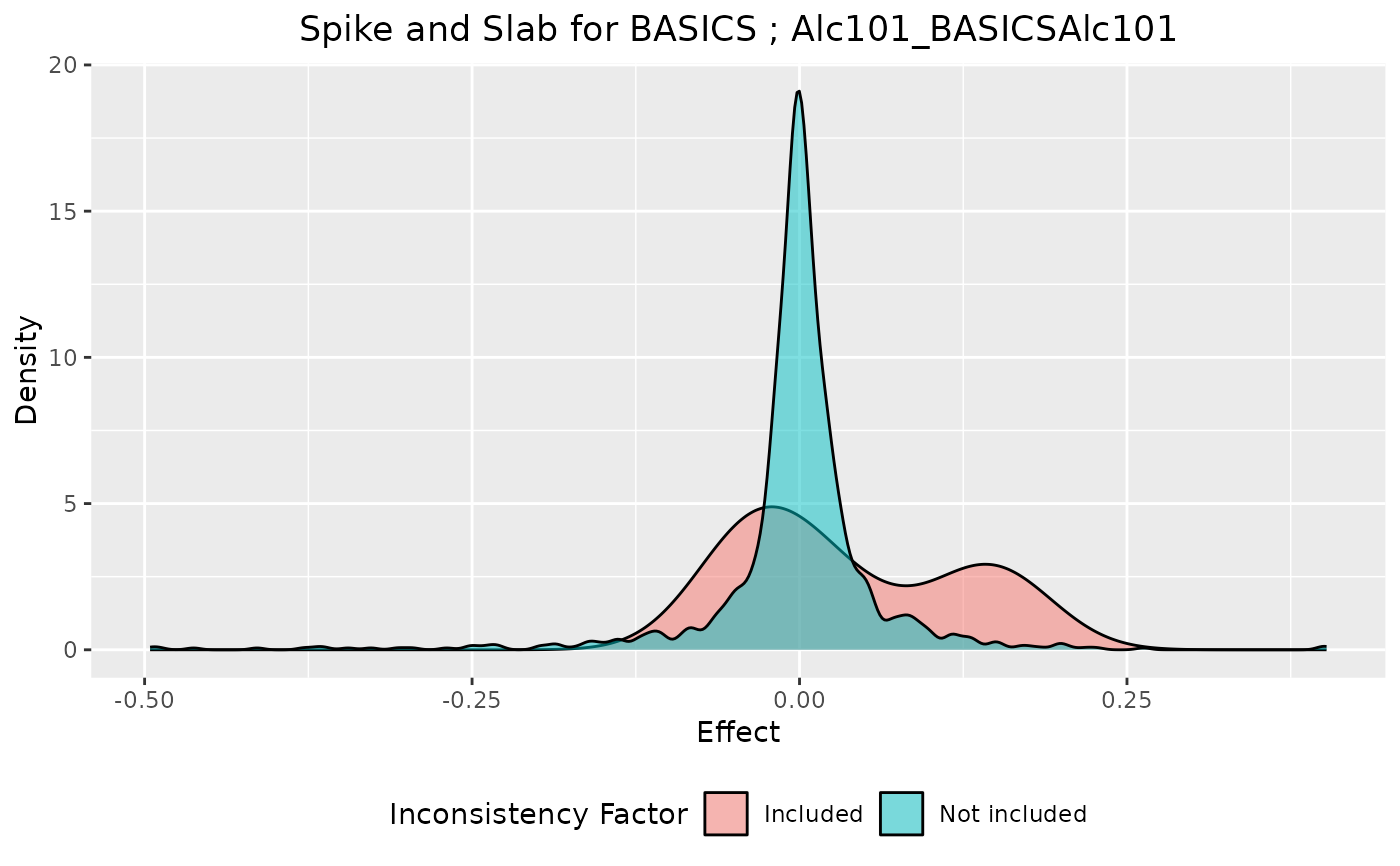 Spike and Slab for BASICS ; Alc101_BASICSAlc101
20
15
10
5
0
Density
-0.50
-0.25
0.00
0.25
Effect
Inconsistency Factor
Included
Not included